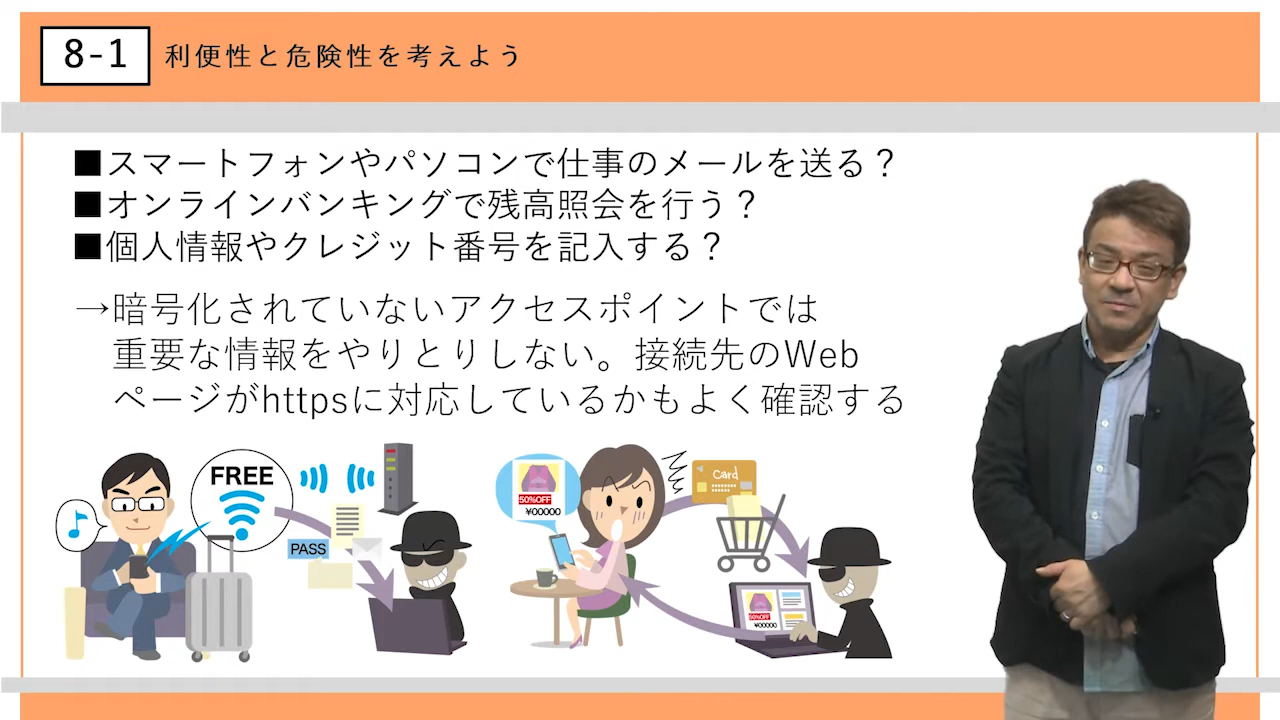 8-1 利便性と危険性を考えよう
■スマートフォンやパソコンで仕事のメールを送る？
■オンラインバンキングで残高照会を行う？
■個人情報やクレジット番号を記入する？
→暗号化されていないアクセスポイントでは
重要な情報をやりとりしない。接続先のWeb
ページがhttpsに対応しているかもよく確認する
FREE
PASS
50%OFF
¥00000
Card
50%OFF
¥00000